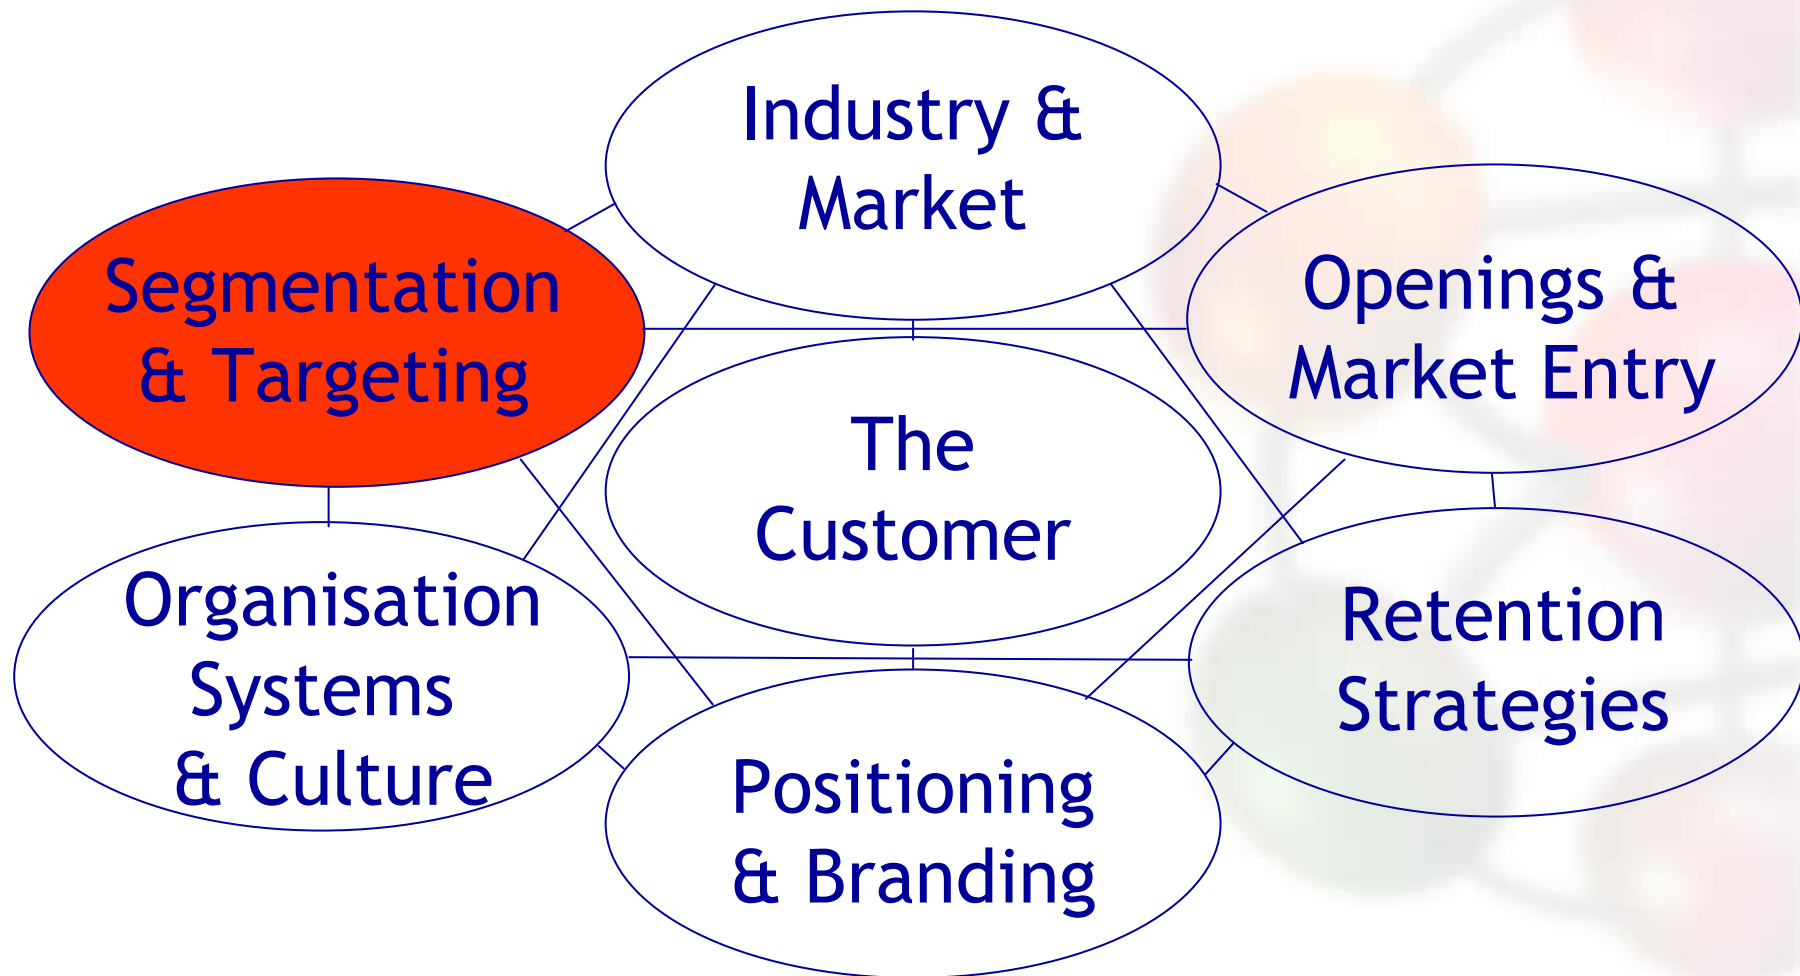 Industry &
Market
Segmentation
& Targeting
Openings &
Market Entry
The
Customer
Organisation
Systems
& Culture
Retention
Strategies
Positioning
& Branding